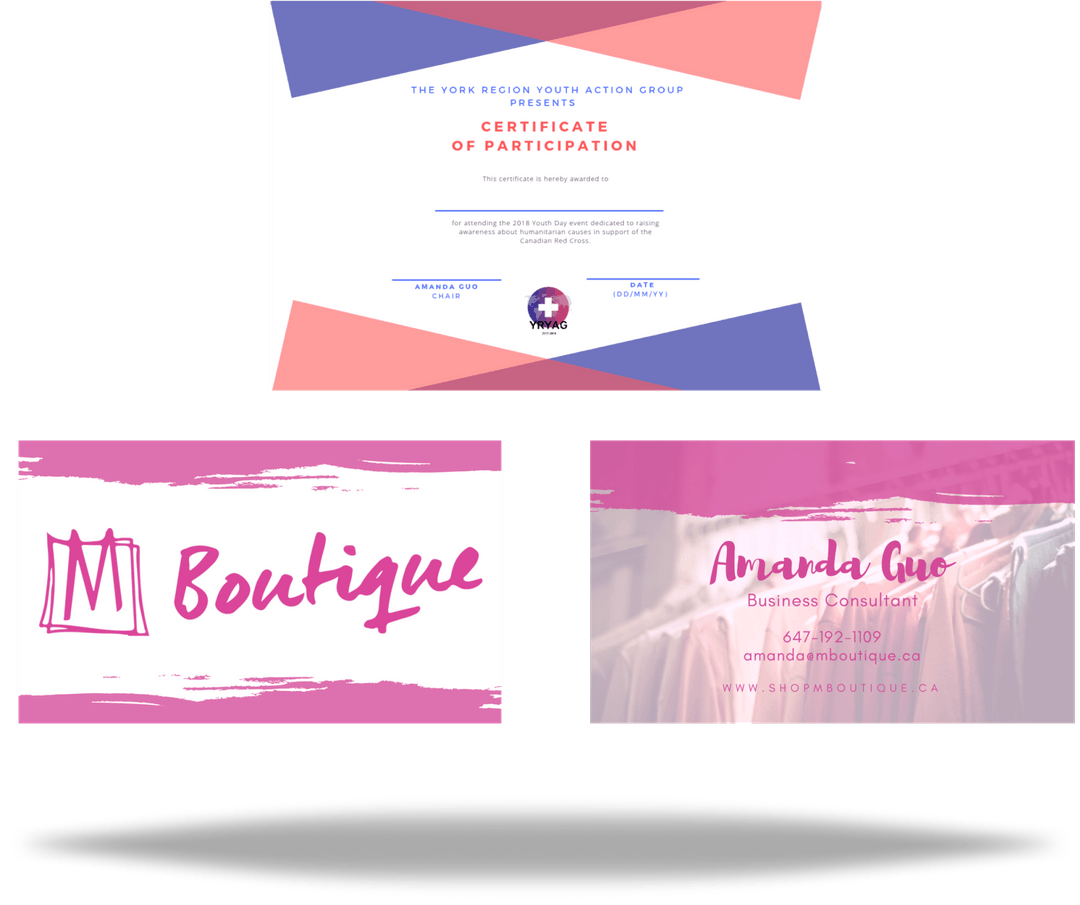 THE YORK REGION YOUTH ACTION GROUP
PRESENTS
CERTIFICATE
OF PARTICIPATION
This certificate is hereby awarded to
for attending the 2018 Youth Day event dedicated to raising
awareness about humanitarian causes in support of the
Canadian Red Cross.
AMANDA GUO
CHAIR
DATE
(DD/MM/YY)
YRYAG
M Boutique
Amanda Guo
Business Consultant
647-192-1109
amanda@mboutique.ca
WWW.SHOPMBOUTIQUE.CA